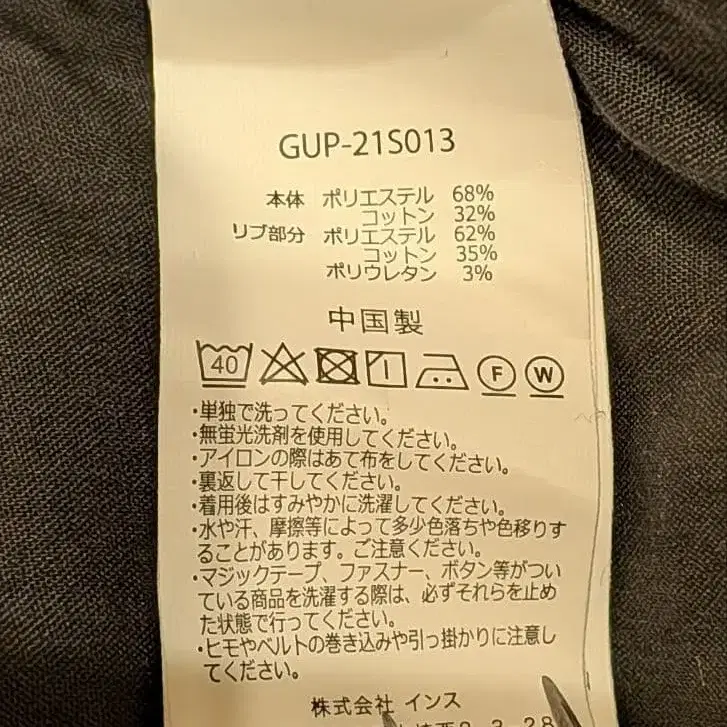 GUP-21S013
本体 ポリエステル 68%
コットン 32%
リブ部分 ポリエステル 62%
コットン 35%
ポリウレタン 3%
中国製
40 F W
・単独で洗ってください。
・無蛍光洗剤を使用してください。
・アイロンの際はあて布をしてください。
・裏返して干してください。
・着用後はすみやかに洗濯してください。
・水や汗、摩擦等によって多少色落ちや色移りす
ることがあります。ご注意ください。
・マジックテープ、ファスナー、ボタン等がつい
ている商品を洗濯する際は、必ずそれらを止め
た状態で行ってください。
・ヒモやベルトの巻き込みや引っ掛かりに注意し
てください。
株式会社 インス